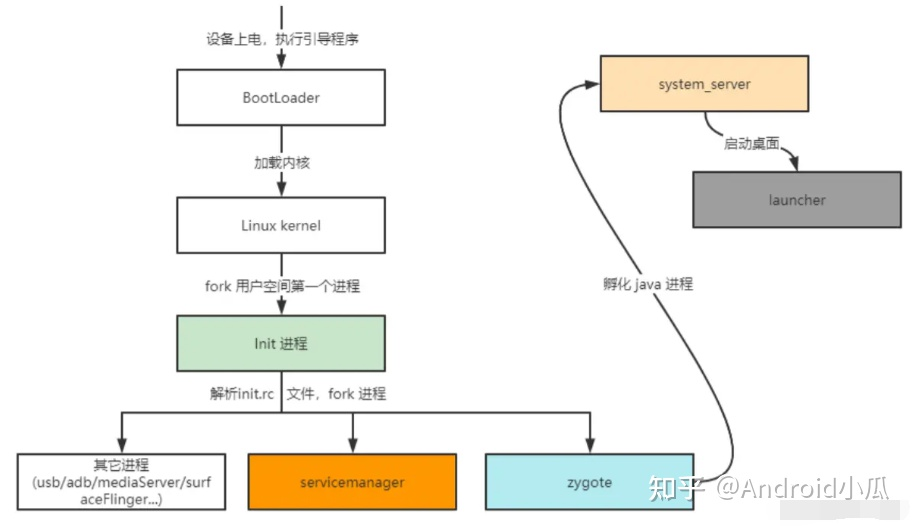 设备上电，执行引导程序
BootLoader
加载内核
Linux kernel
fork 用户空间第一个进程
Init 进程
解析init.rc 文件，fork 进程
其它进程
(usb/adb/mediaServer/surf
aceFlinger...)
servicemanager
zygote
孵化 java 进程
system_server
启动桌面
launcher
知乎 @Android小瓜